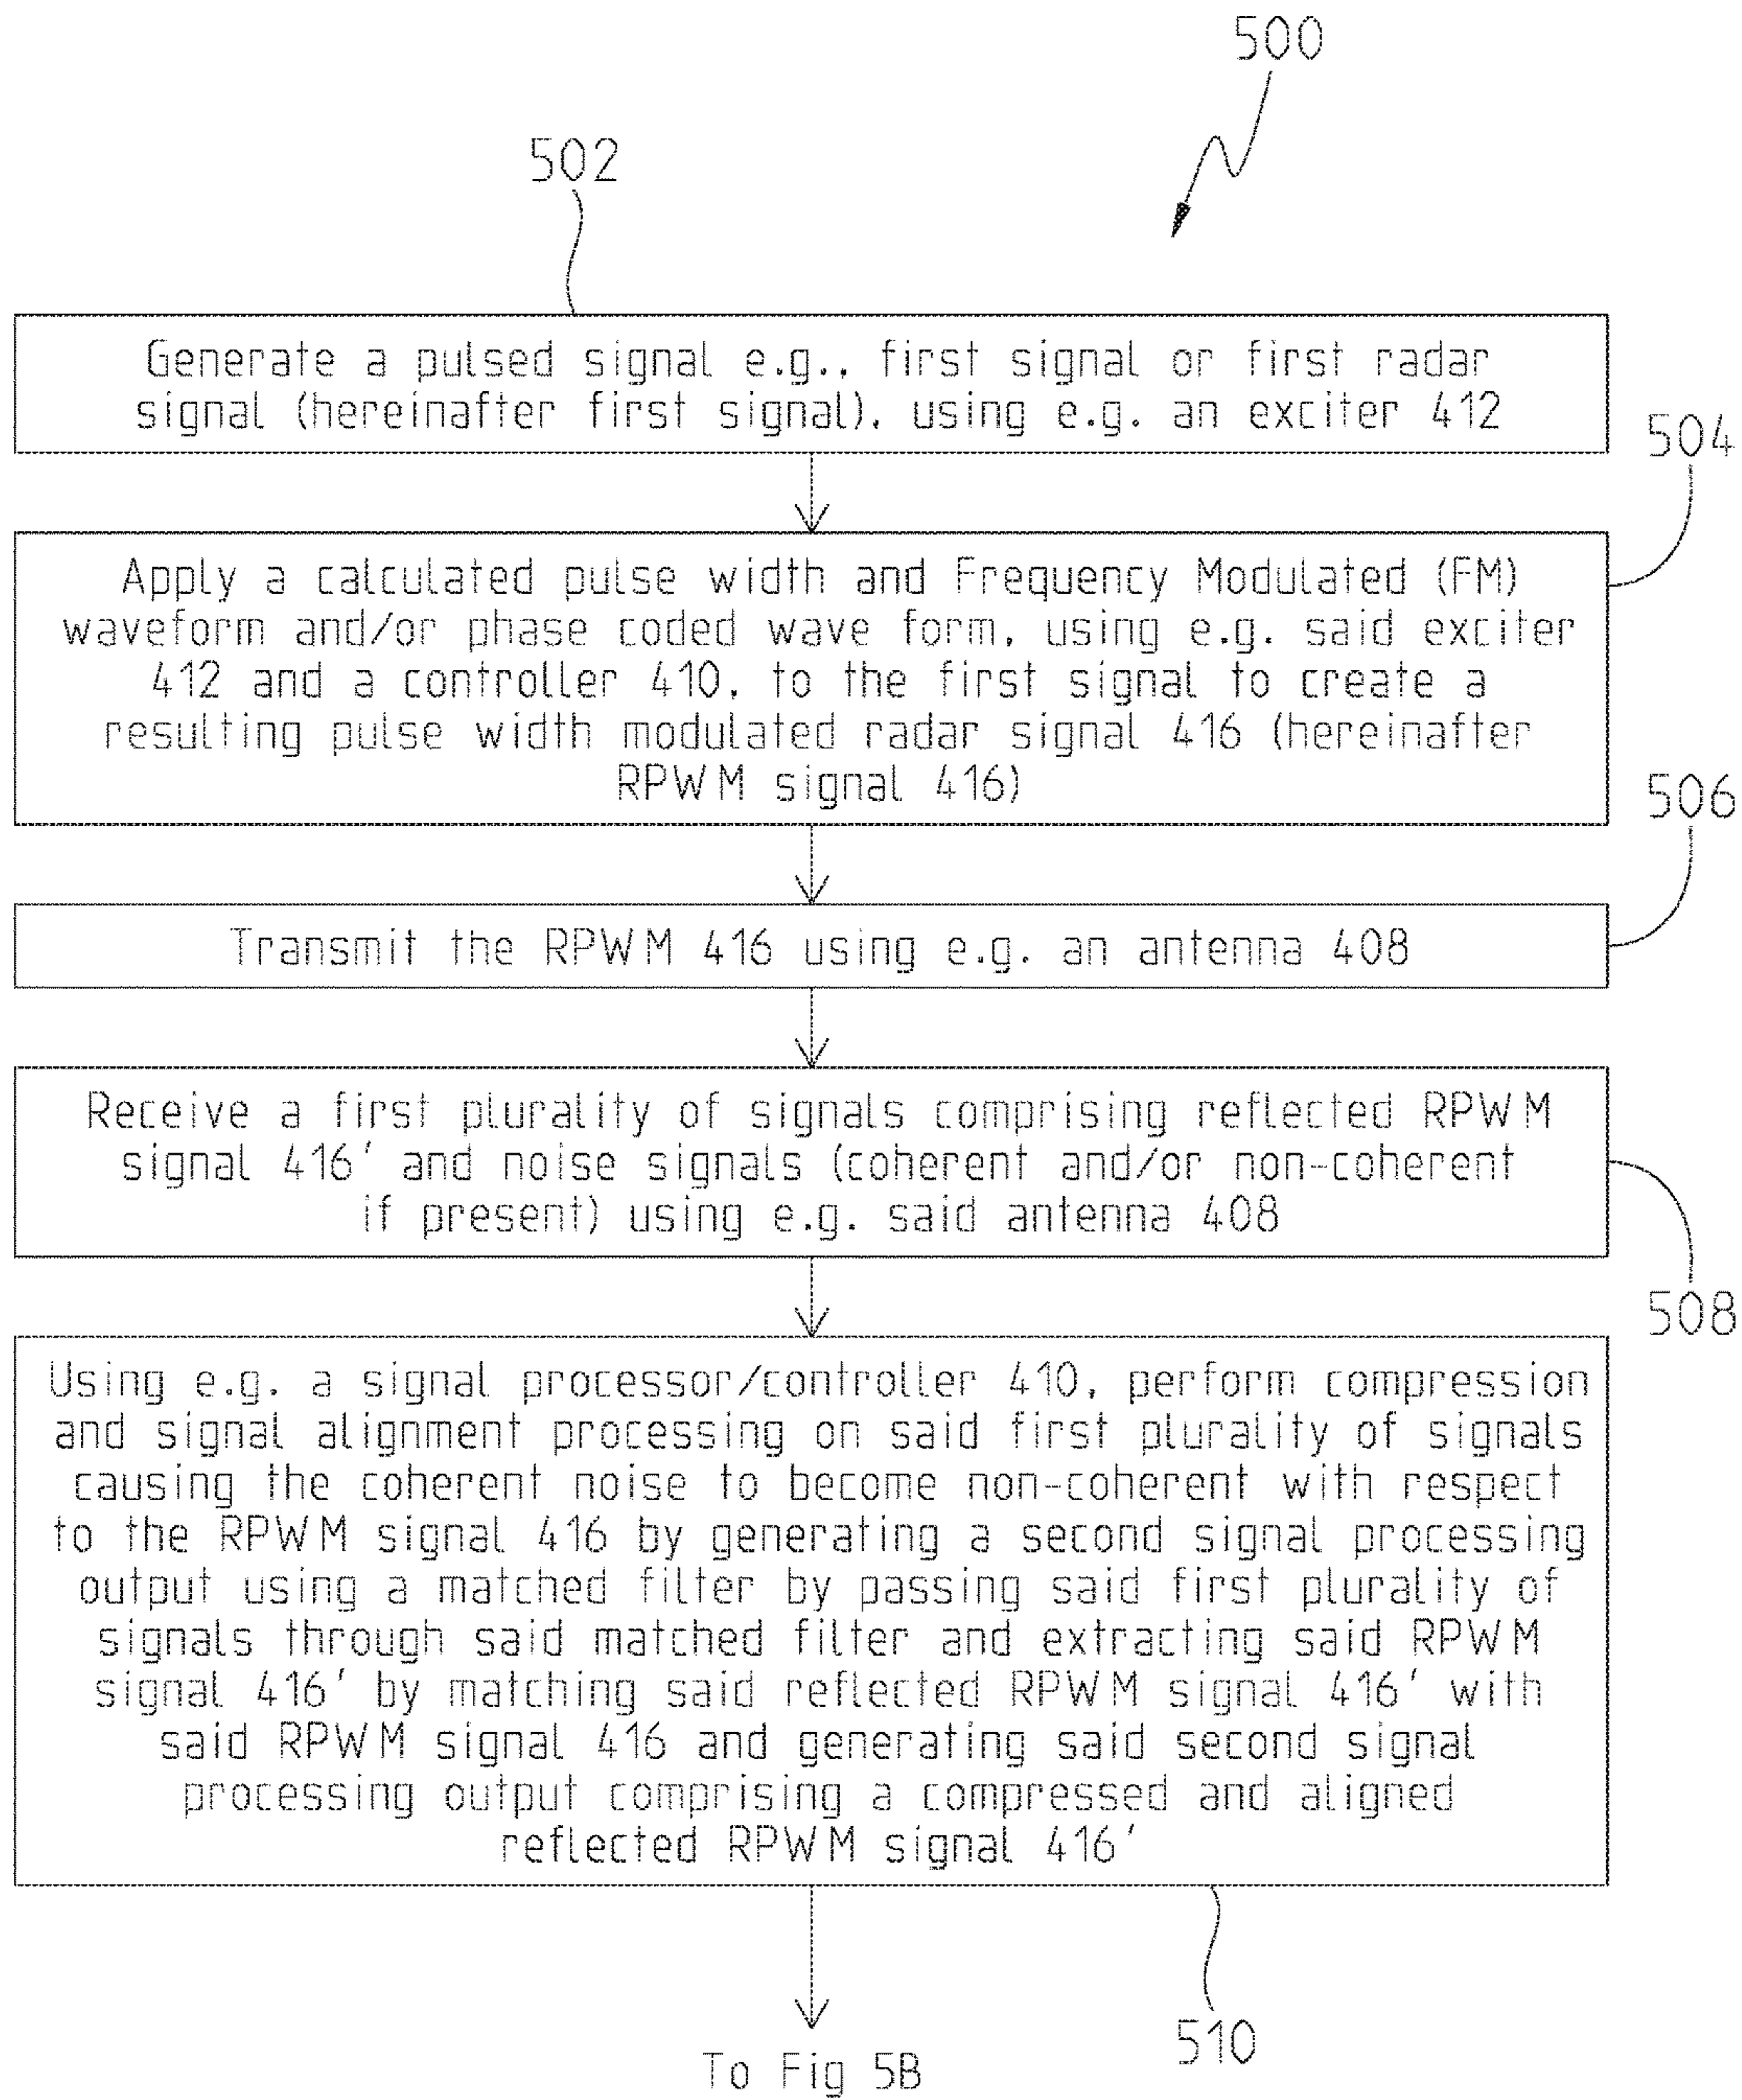 500
502
Generate a pulsed signal e.g., first signal or first radar
signal (hereinafter first signal), using e.g. an exciter 412
504
Apply a calculated pulse width and Frequency Modulated (FM)
waveform and/or phase coded wave form, using e.g. said exciter
412 and a controller 410, to the first signal to create a
resulting pulse width modulated radar signal 416 (hereinafter
RPWM signal 416)
506
Transmit the RPWM 416 using e.g. an antenna 408
Receive a first plurality of signals comprising reflected RPWM
signal 416' and noise signals (coherent and/or non-coherent
if present) using e.g. said antenna 408
508
Using e.g. a signal processor/controller 410, perform compression
and signal alignment processing on said first plurality of signals
causing the coherent noise to become non-coherent with respect
to the RPWM signal 416 by generating a second signal processing
output using a matched filter by passing said first plurality of
signals through said matched filter and extracting said RPWM
signal 416' by matching said reflected RPWM signal 416' with
said RPWM signal 416 and generating said second signal
processing output comprising a compressed and aligned
reflected RPWM signal 416'
510
To Fig 5B